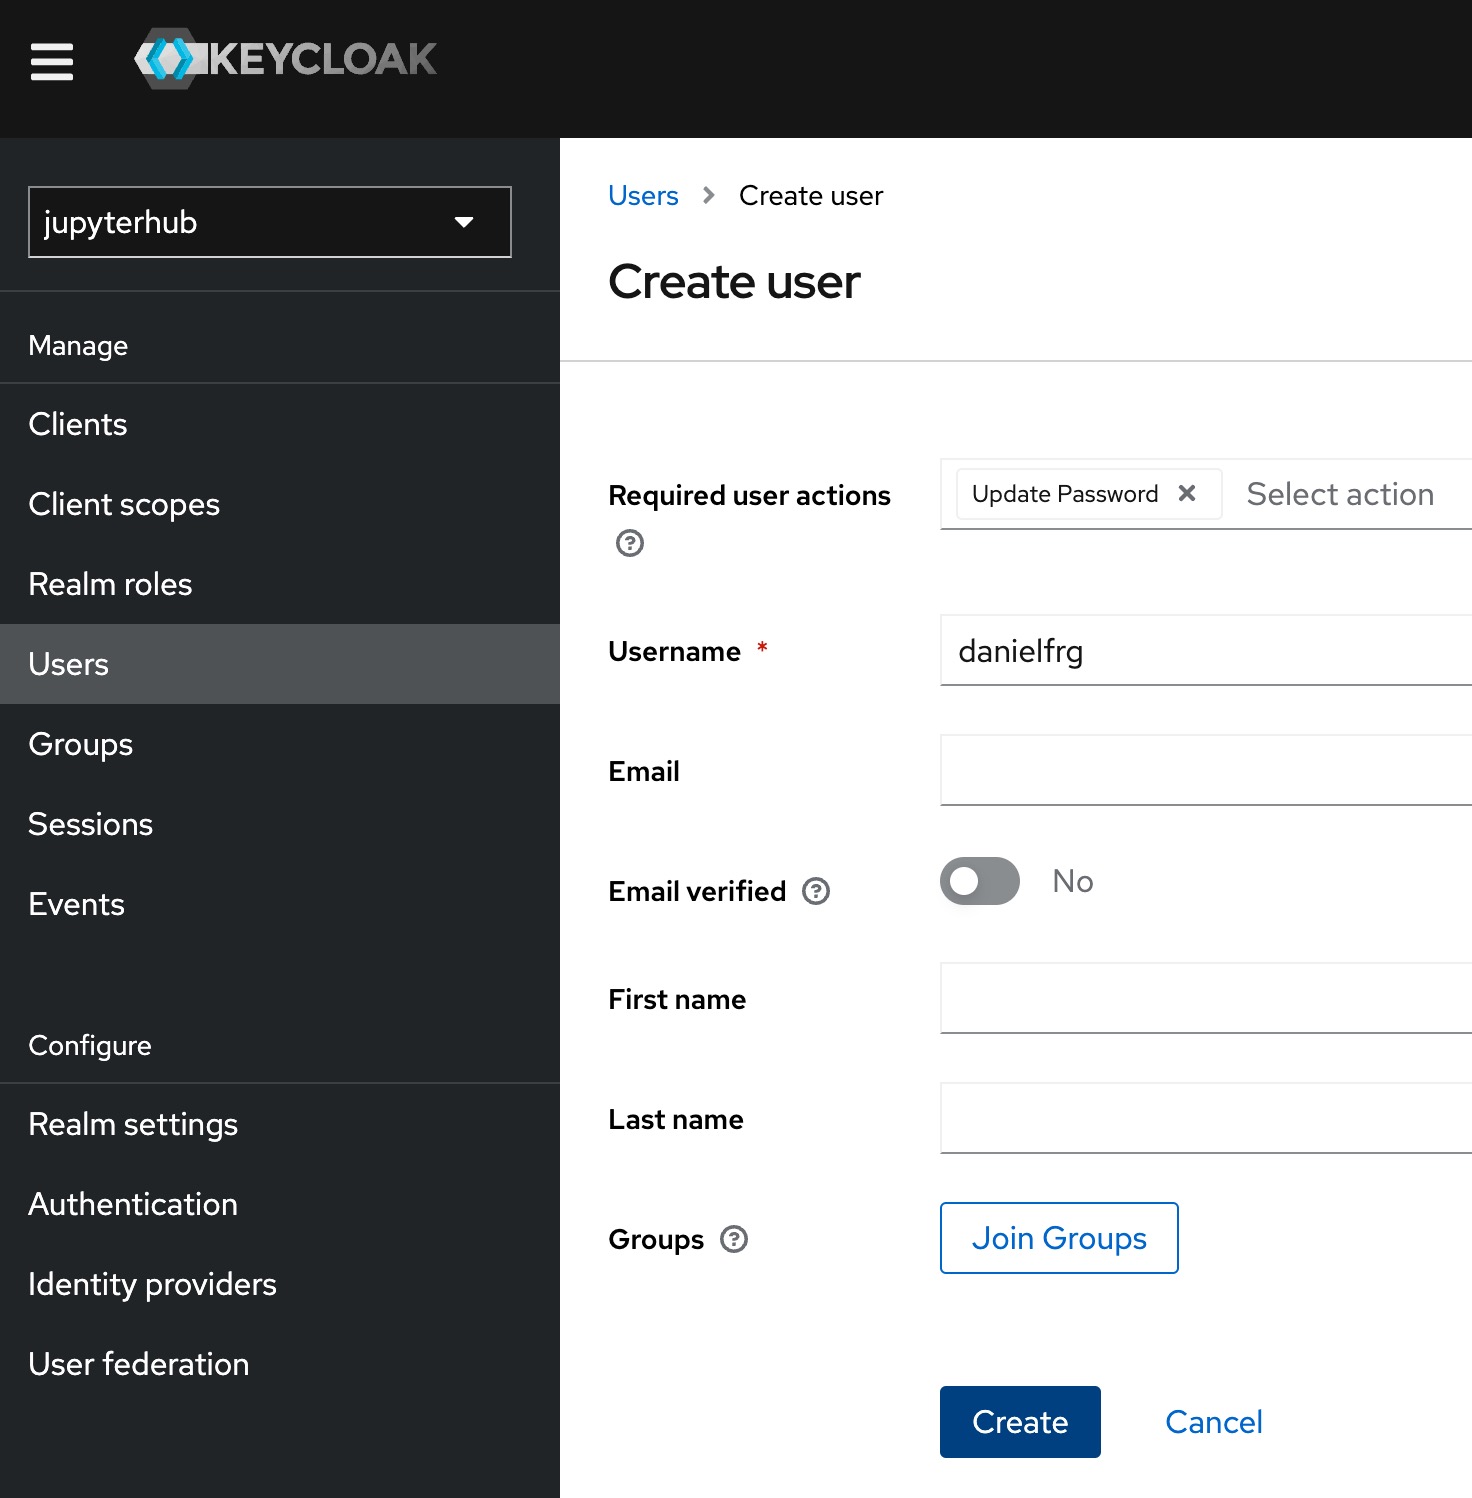 KEYCLOAK
jupyterhub
Manage
Clients
Client scopes
Realm roles
Users
Groups
Sessions
Events
Configure
Realm settings
Authentication
Identity providers
User federation
Users > Create user
Create user
Required user actions
Update Password × Select action
Username *
danielfrg
Email
Email verified
No
First name
Last name
Groups
Join Groups
Create Cancel